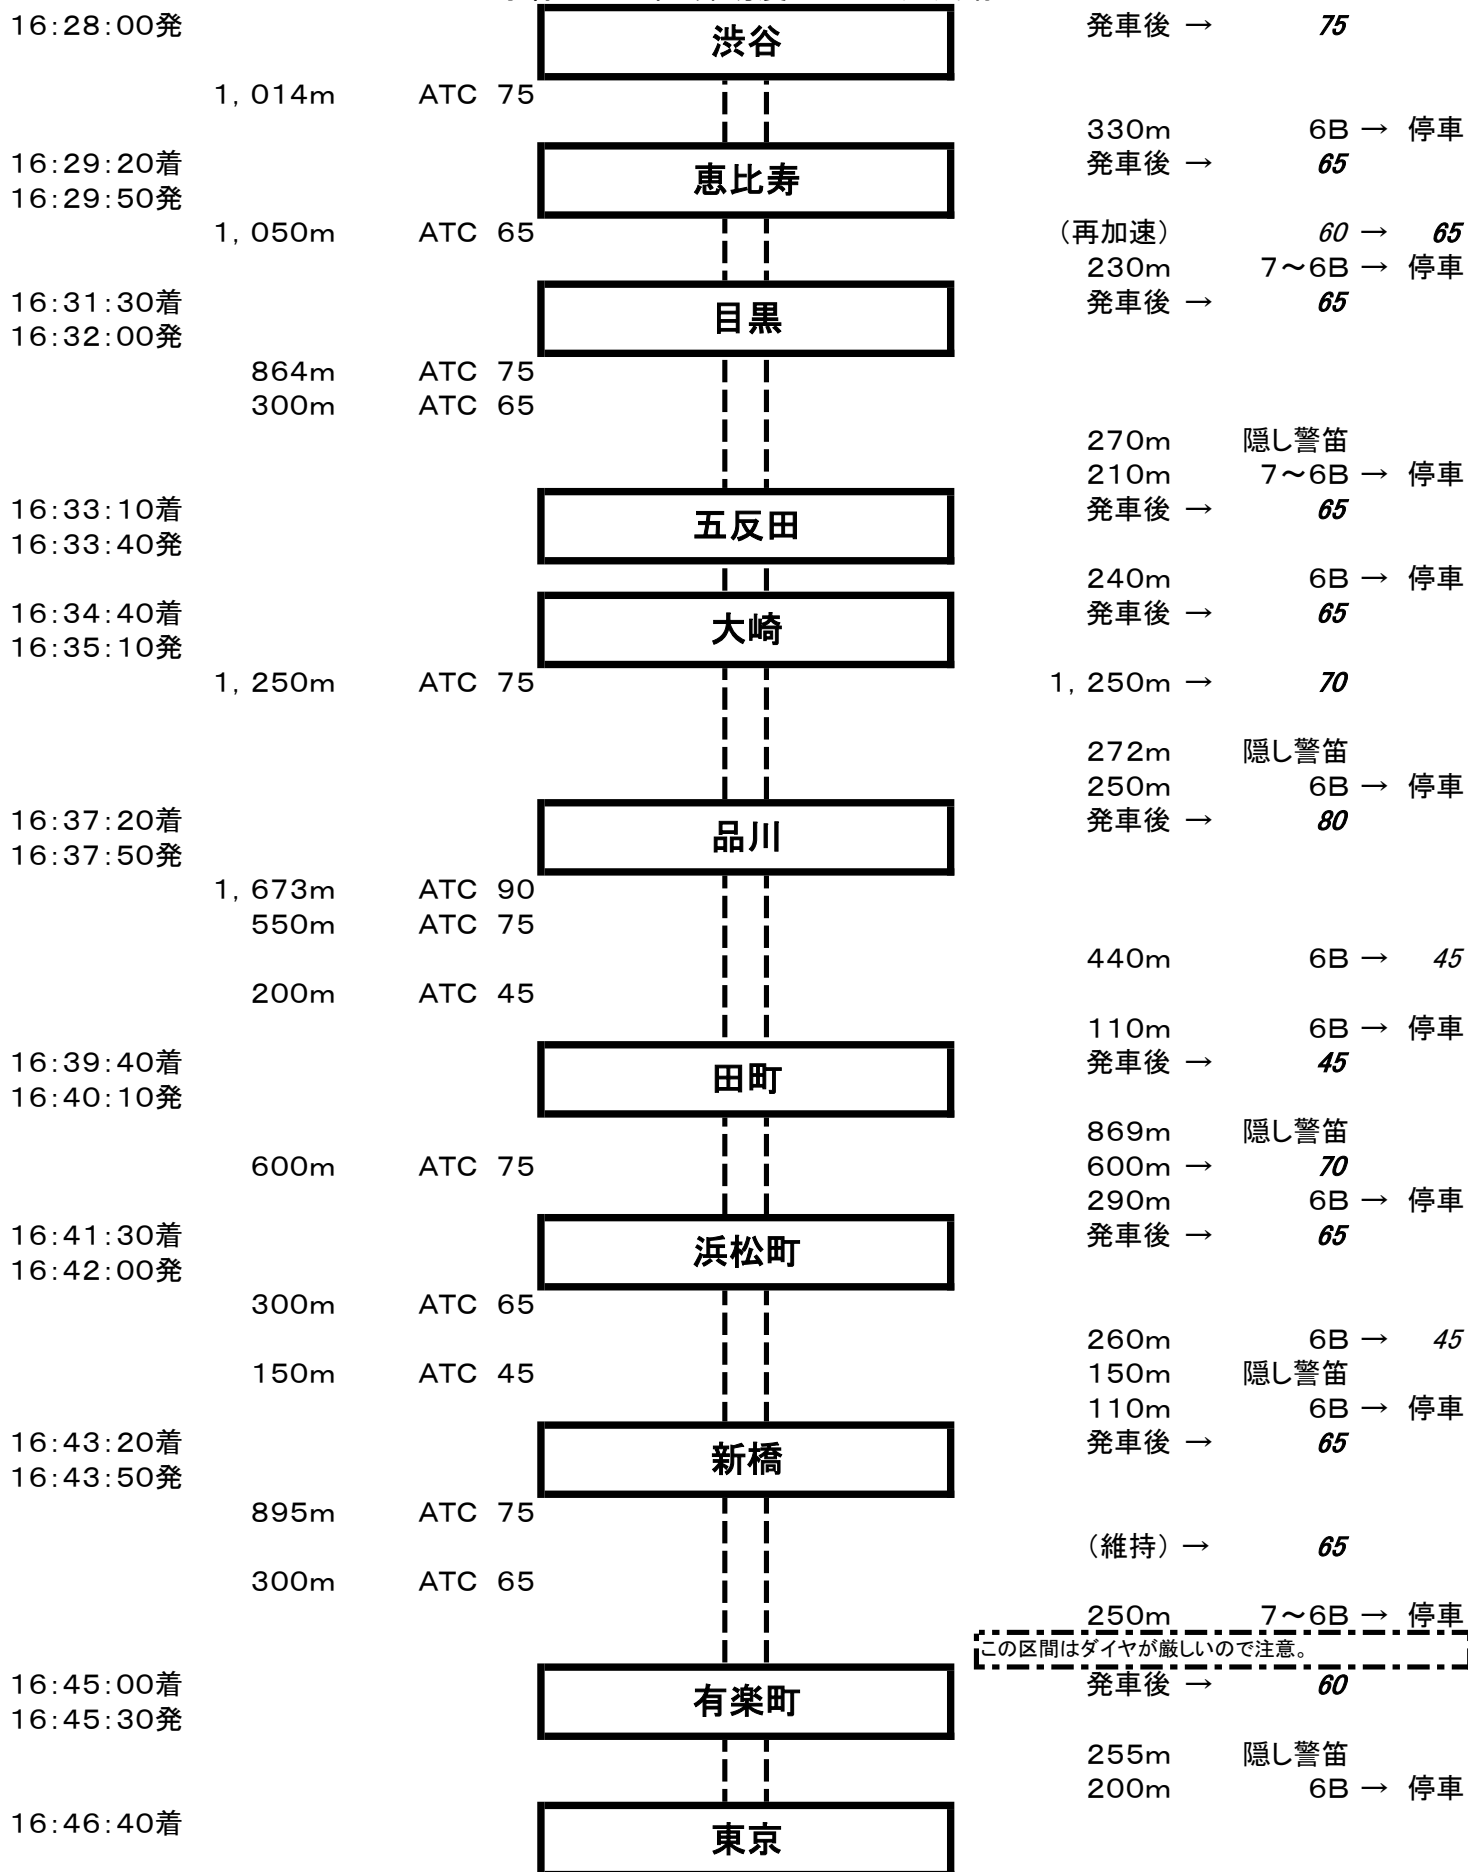 16:28:00発 渋谷 発車後 → 75
1,014m ATC 75
330m 6B → 停車
16:29:20着 恵比寿 発車後 → 65
16:29:50発
1,050m ATC 65 (再加速) 60 → 65
230m 7～6B → 停車
16:31:30着 目黒 発車後 → 65
16:32:00発
864m ATC 75
300m ATC 65
270m 隠し警笛
210m 7～6B → 停車
16:33:10着 五反田 発車後 → 65
16:33:40発
240m 6B → 停車
16:34:40着 大崎 発車後 → 65
16:35:10発
1,250m ATC 75 1,250m → 70
272m 隠し警笛
250m 6B → 停車
16:37:20着 品川 発車後 → 80
16:37:50発
1,673m ATC 90
550m ATC 75
440m 6B → 45
200m ATC 45
110m 6B → 停車
16:39:40着 田町 発車後 → 45
16:40:10発
869m 隠し警笛
600m ATC 75 600m → 70
290m 6B → 停車
16:41:30着 浜松町 発車後 → 65
16:42:00発
300m ATC 65
260m 6B → 45
150m ATC 45 150m 隠し警笛
110m 6B → 停車
16:43:20着 新橋 発車後 → 65
16:43:50発
895m ATC 75
(維持) → 65
300m ATC 65
250m 7～6B → 停車
この区間はダイヤが厳しいので注意。
16:45:00着 有楽町 発車後 → 60
16:45:30発
255m 隠し警笛
200m 6B → 停車
16:46:40着 東京